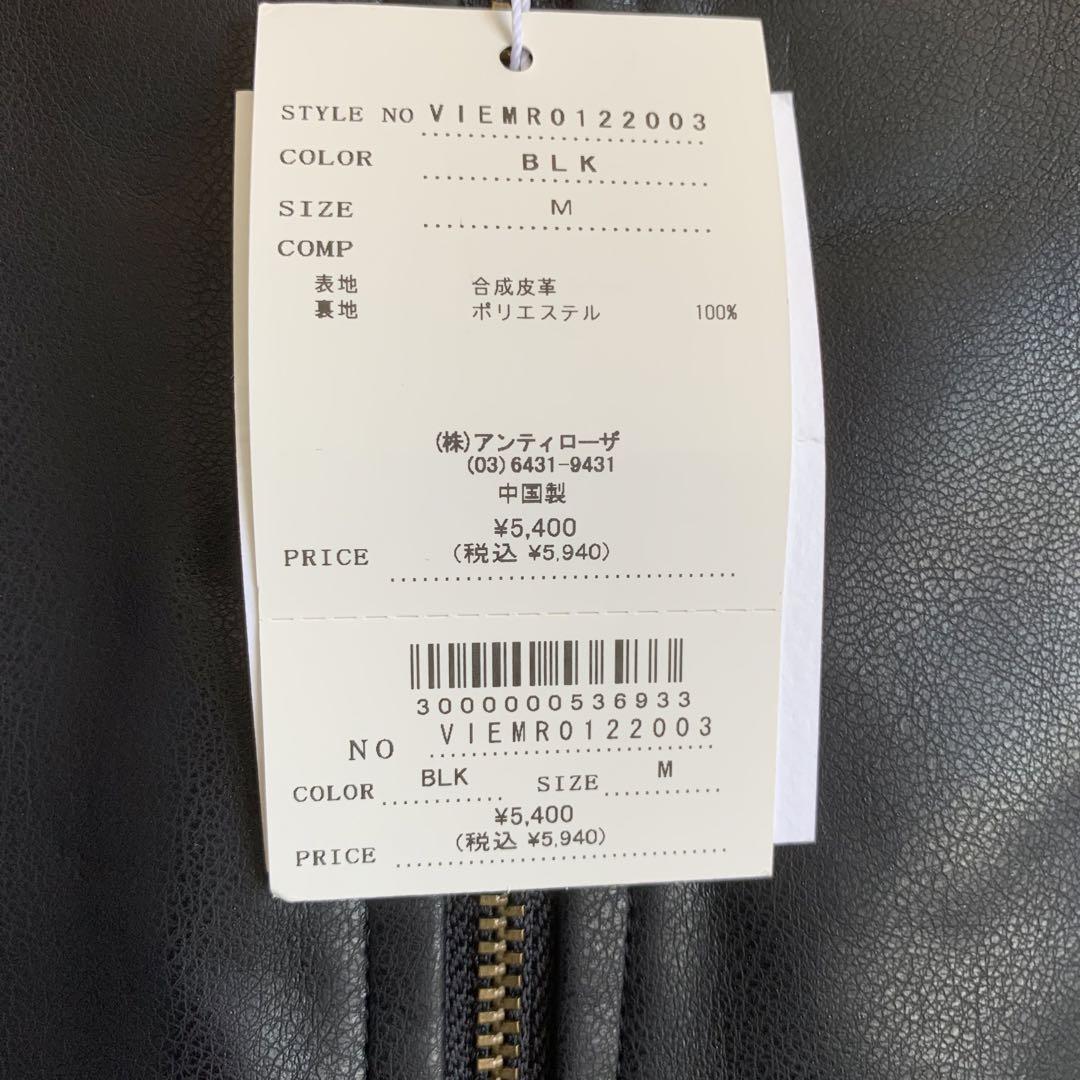 STYLE NO VIEMR0122003
COLOR BLK
SIZE M
COMP
表地 合成皮革
裏地 ポリエステル 100%
(株)アンティローザ
(03)6431-9431
中国製
¥5,400
PRICE (税込 ¥5,940)
3000000536933
NO VIEMR0122003
COLOR BLK SIZE M
¥5,400
PRICE (税込 ¥5,940)